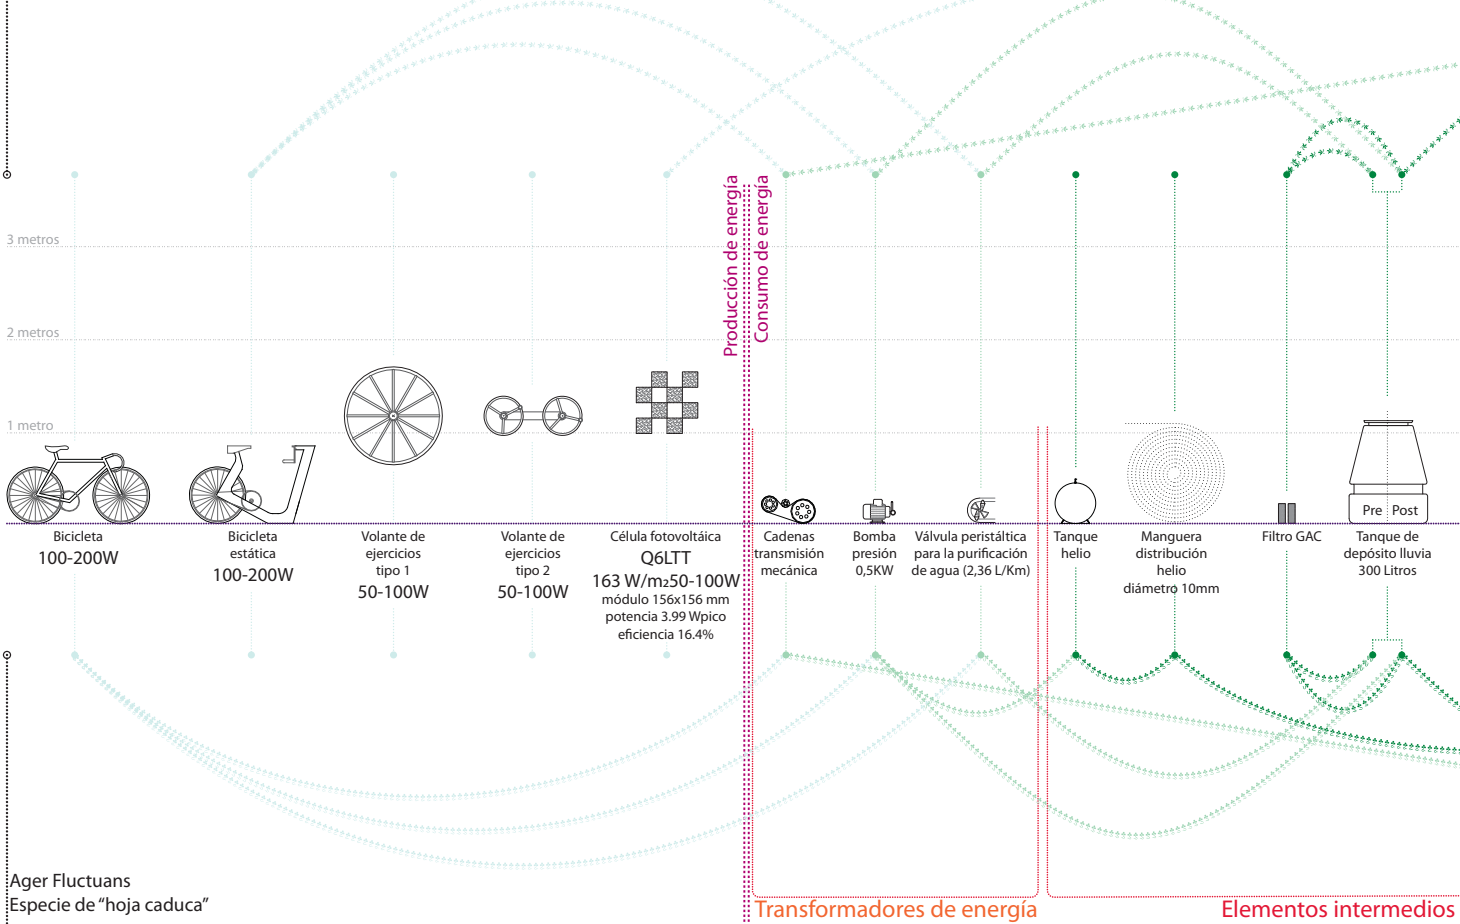 Producción de energía
Consumo de energía
3 metros
2 metros
1 metro
Pre Post
Bicicleta
100-200W
Bicicleta
estática
100-200W
Volante de
ejercicios
tipo 1
50-100W
Volante de
ejercicios
tipo 2
50-100W
Célula fotovoltáica
Q6LTT
163 W/m₂50-100W
módulo 156x156 mm
potencia 3.99 Wpico
eficiencia 16.4%
Cadenas
transmisión
mecánica
Bomba
presión
0,5KW
Válvula peristáltica
para la purificación
de agua (2,36 L/Km)
Tanque
helio
Manguera
distribución
helio
diámetro 10mm
Filtro GAC
Tanque de
depósito lluvia
300 Litros
Ager Fluctuans
Especie de “hoja caduca”
Transformadores de energía
Elementos intermedios